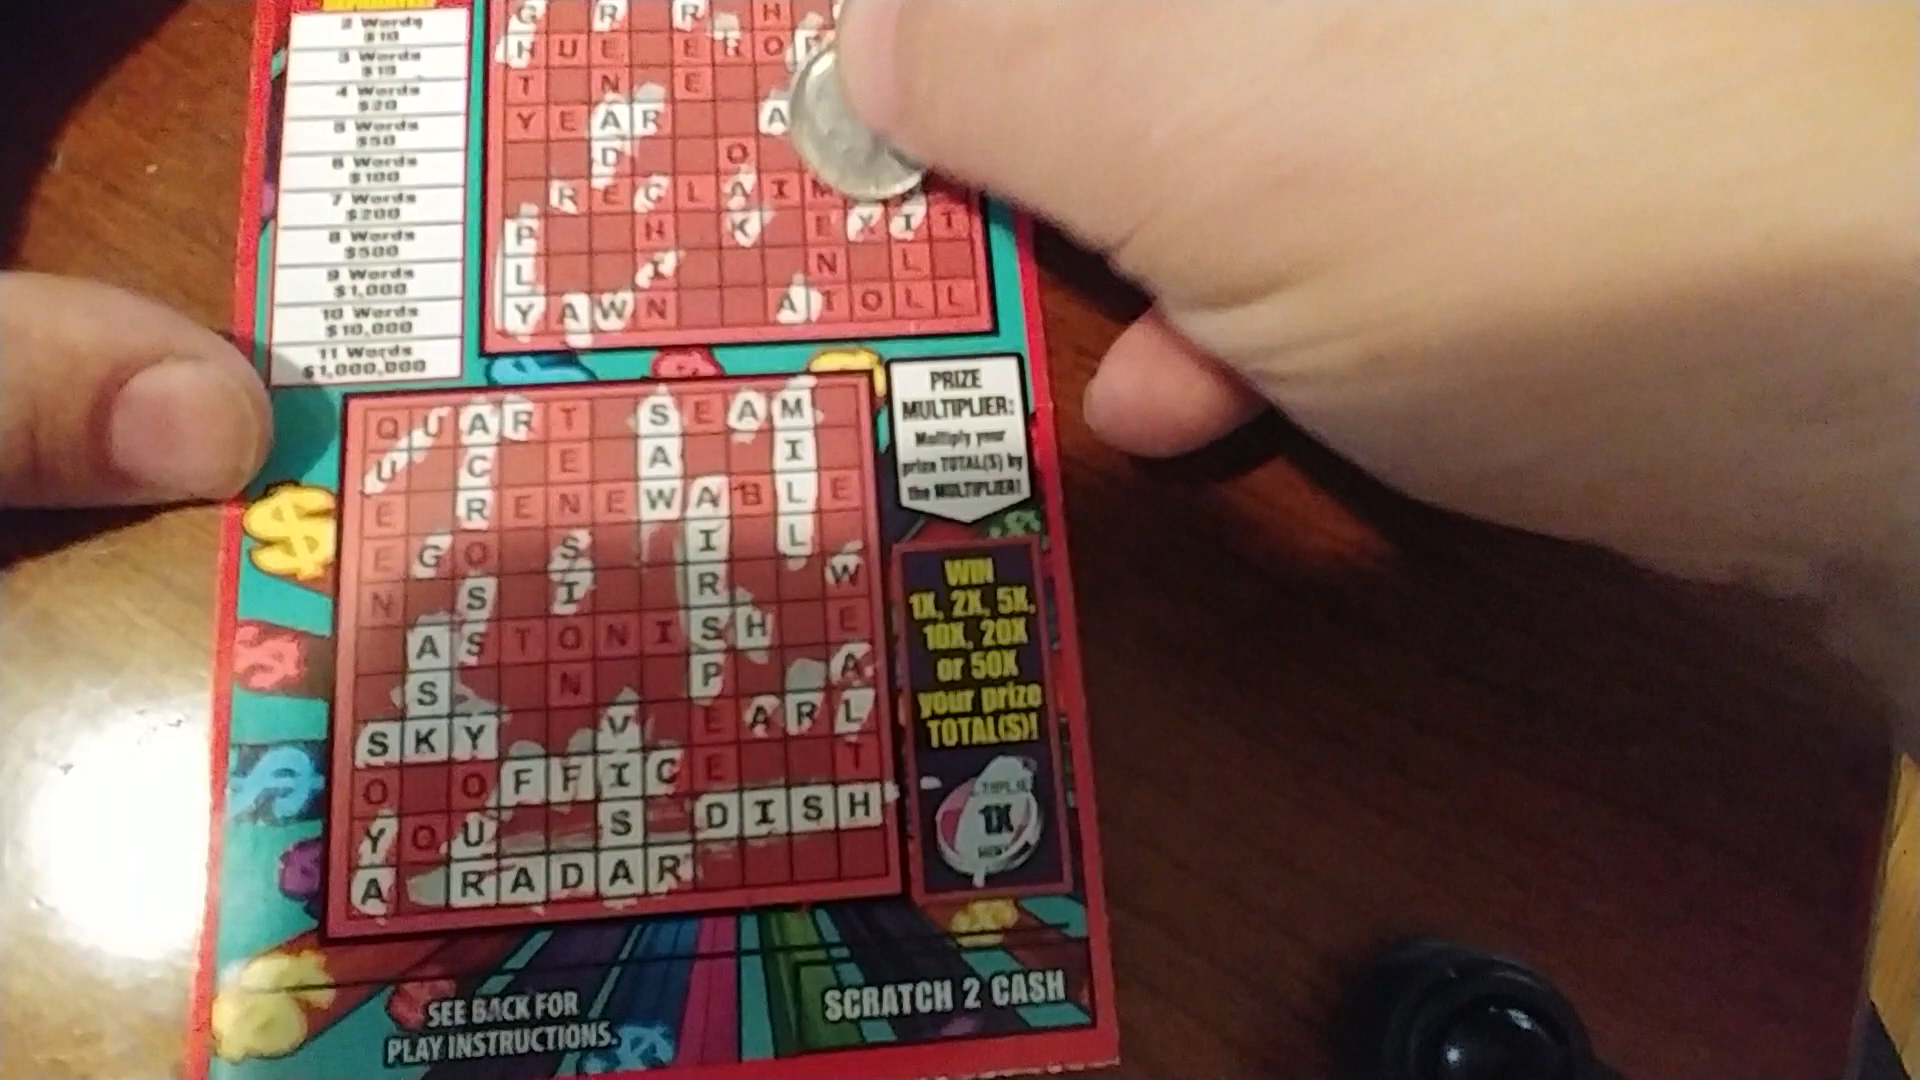 2 Words
$10
3 Words
$10
4 Words
$20
5 Words
$50
6 Words
$100
7 Words
$200
8 Words
$500
9 Words
$1,000
10 Words
$10,000
11 Words
$1,000,000
G R R H
H U E E R O
T N E
Y E A R A
D O
R E C L A I M
P H K E X I T
L I N L
Y A W N A T O L L
Q U A R T S E A M
U C E A I
E R E N E W A B L E
E G O S I L
N S I R W
A S T O N I S H E
S N P A
S K Y V E A R L
O O F F I C E T
Y O U S D I S H
A R A D A R
PRIZE
MULTIPLIER:
Multiply your
prize TOTAL(S) by
the MULTIPLIER!
WIN
1X, 2X, 5X,
10X, 20X
or 50X
your prize
TOTAL(S)!
1X
SEE BACK FOR
PLAY INSTRUCTIONS.
SCRATCH 2 CASH